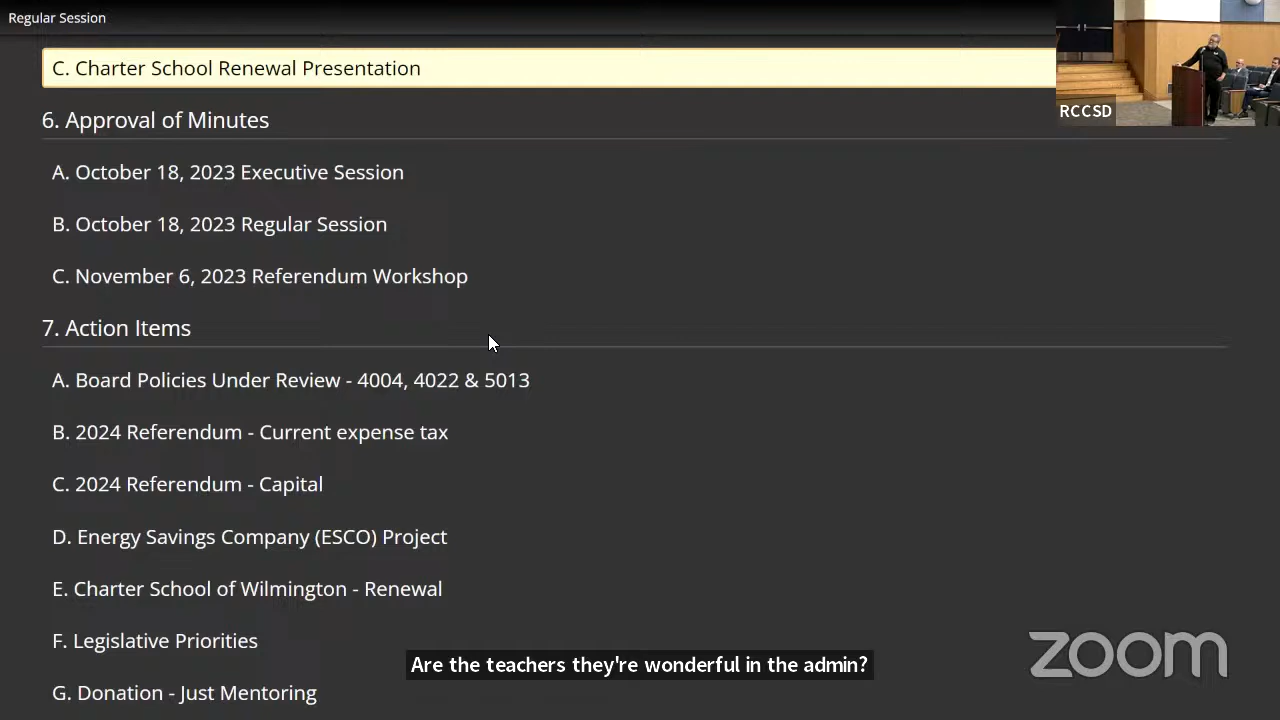 Regular Session
C. Charter School Renewal Presentation
RCCSD
6. Approval of Minutes
A. October 18, 2023 Executive Session
B. October 18, 2023 Regular Session
C. November 6, 2023 Referendum Workshop
7. Action Items
A. Board Policies Under Review - 4004, 4022 & 5013
B. 2024 Referendum - Current expense tax
C. 2024 Referendum - Capital
D. Energy Savings Company (ESCO) Project
E. Charter School of Wilmington - Renewal
F. Legislative Priorities
zoom
Are the teachers they're wonderful in the admin?
G. Donation - Just Mentoring